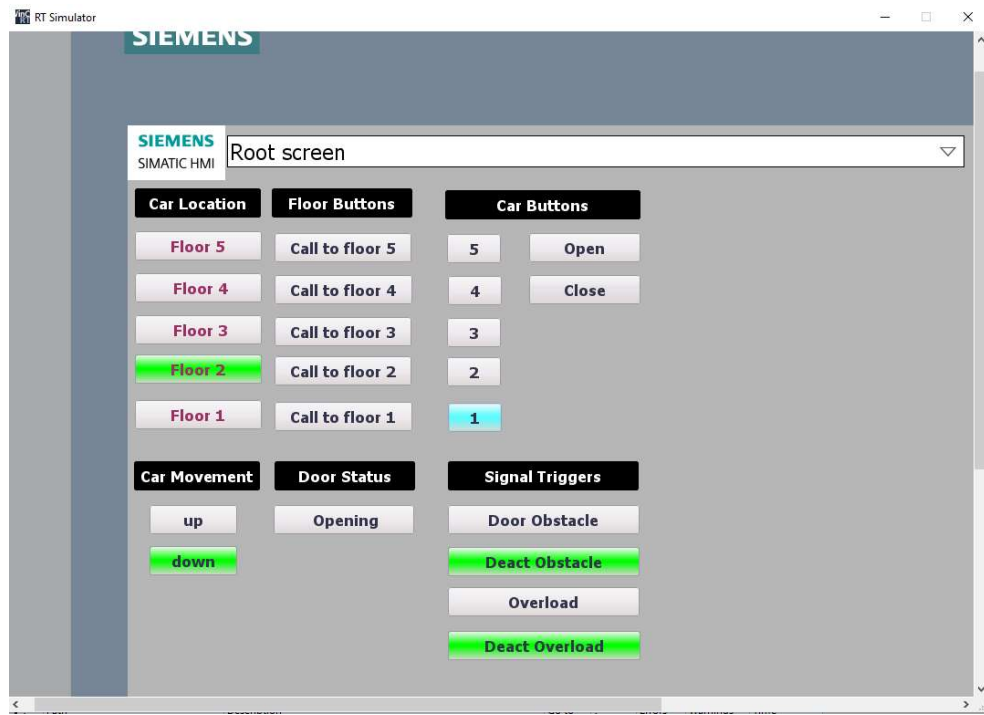 RT Simulator
SIEMENS
SIEMENS
SIMATIC HMI
Root screen
Car Location
Floor Buttons
Car Buttons
Floor 5
Call to floor 5
5
Open
Floor 4
Call to floor 4
4
Close
Floor 3
Call to floor 3
3
Floor 2
Call to floor 2
2
Floor 1
Call to floor 1
1
Car Movement
Door Status
Signal Triggers
up
Opening
Door Obstacle
down
Deact Obstacle
Overload
Deact Overload